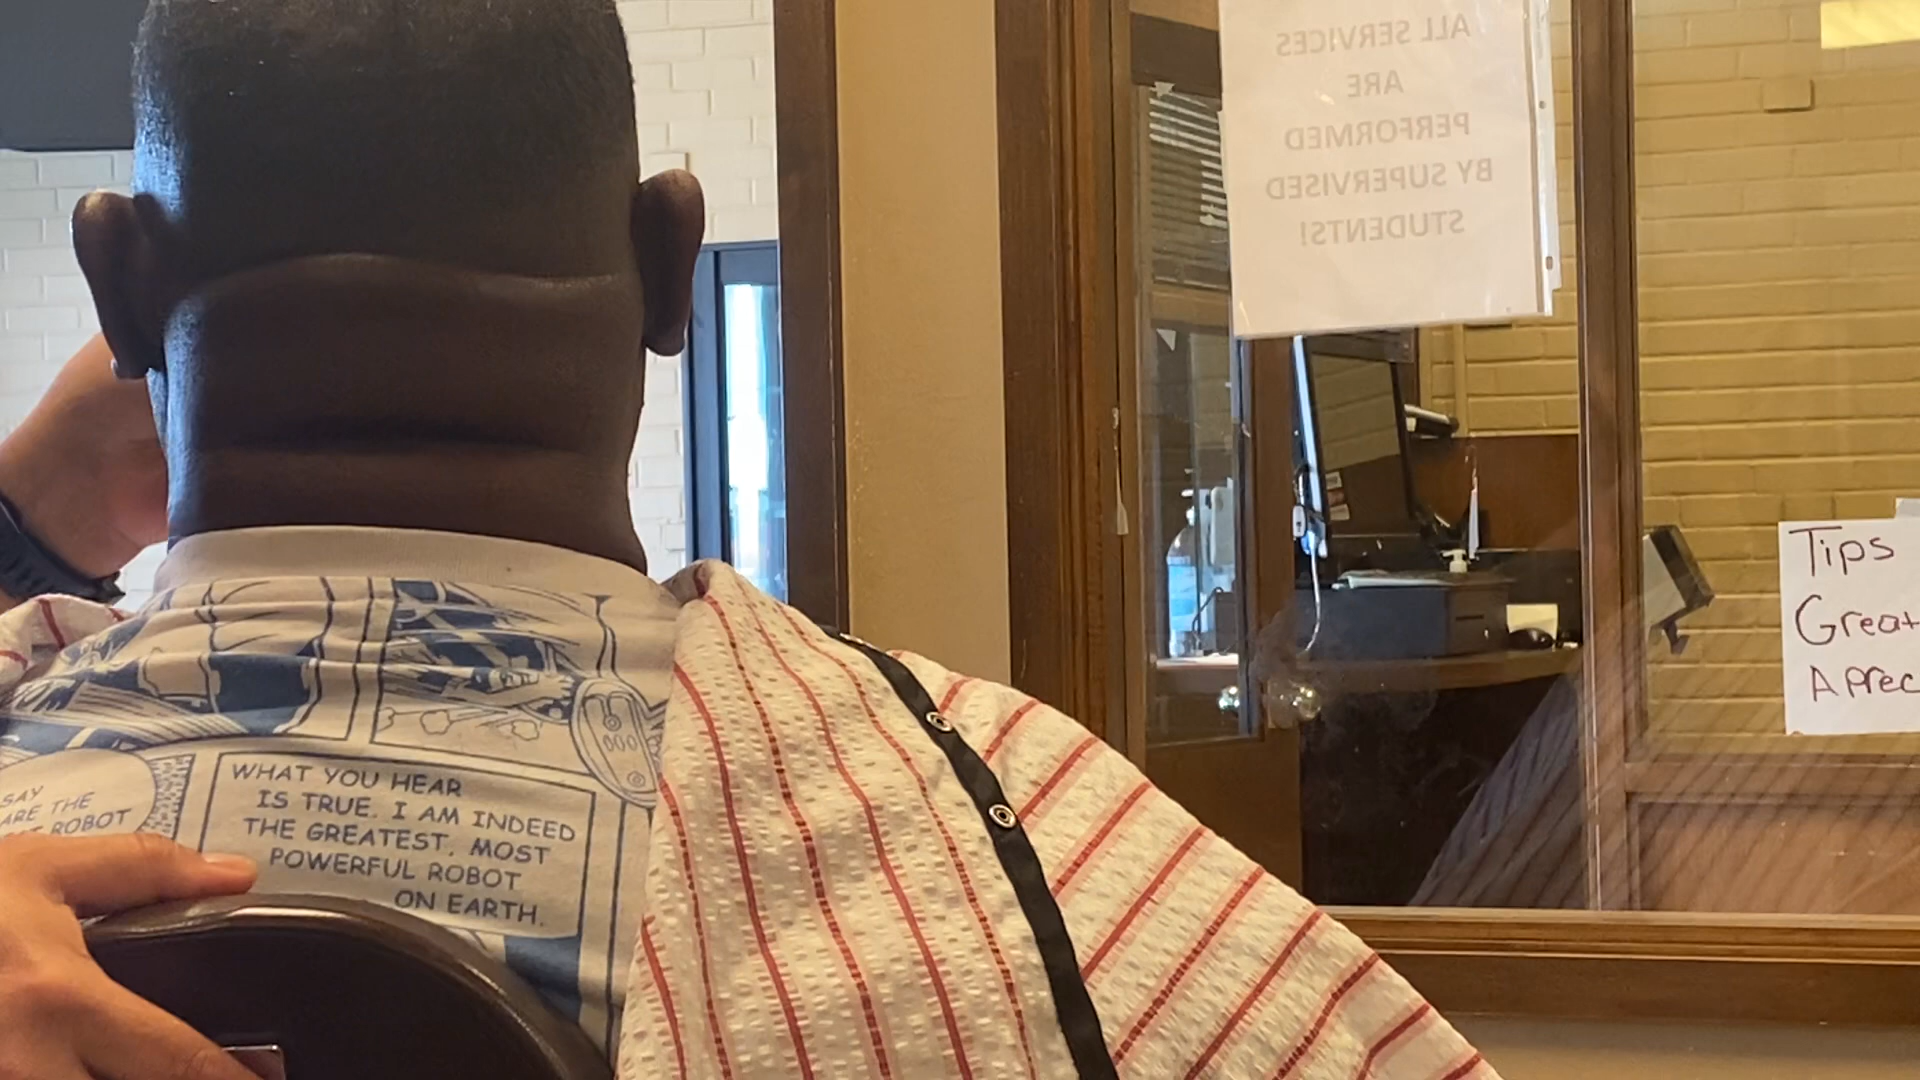 ALL SERVICES
ARE
PERFORMED
BY SUPERVISED
STUDENTS!
Tips
Great
Aprec
SAY
ARE THE
ROBOT
WHAT YOU HEAR
IS TRUE. I AM INDEED
THE GREATEST, MOST
POWERFUL ROBOT
ON EARTH.